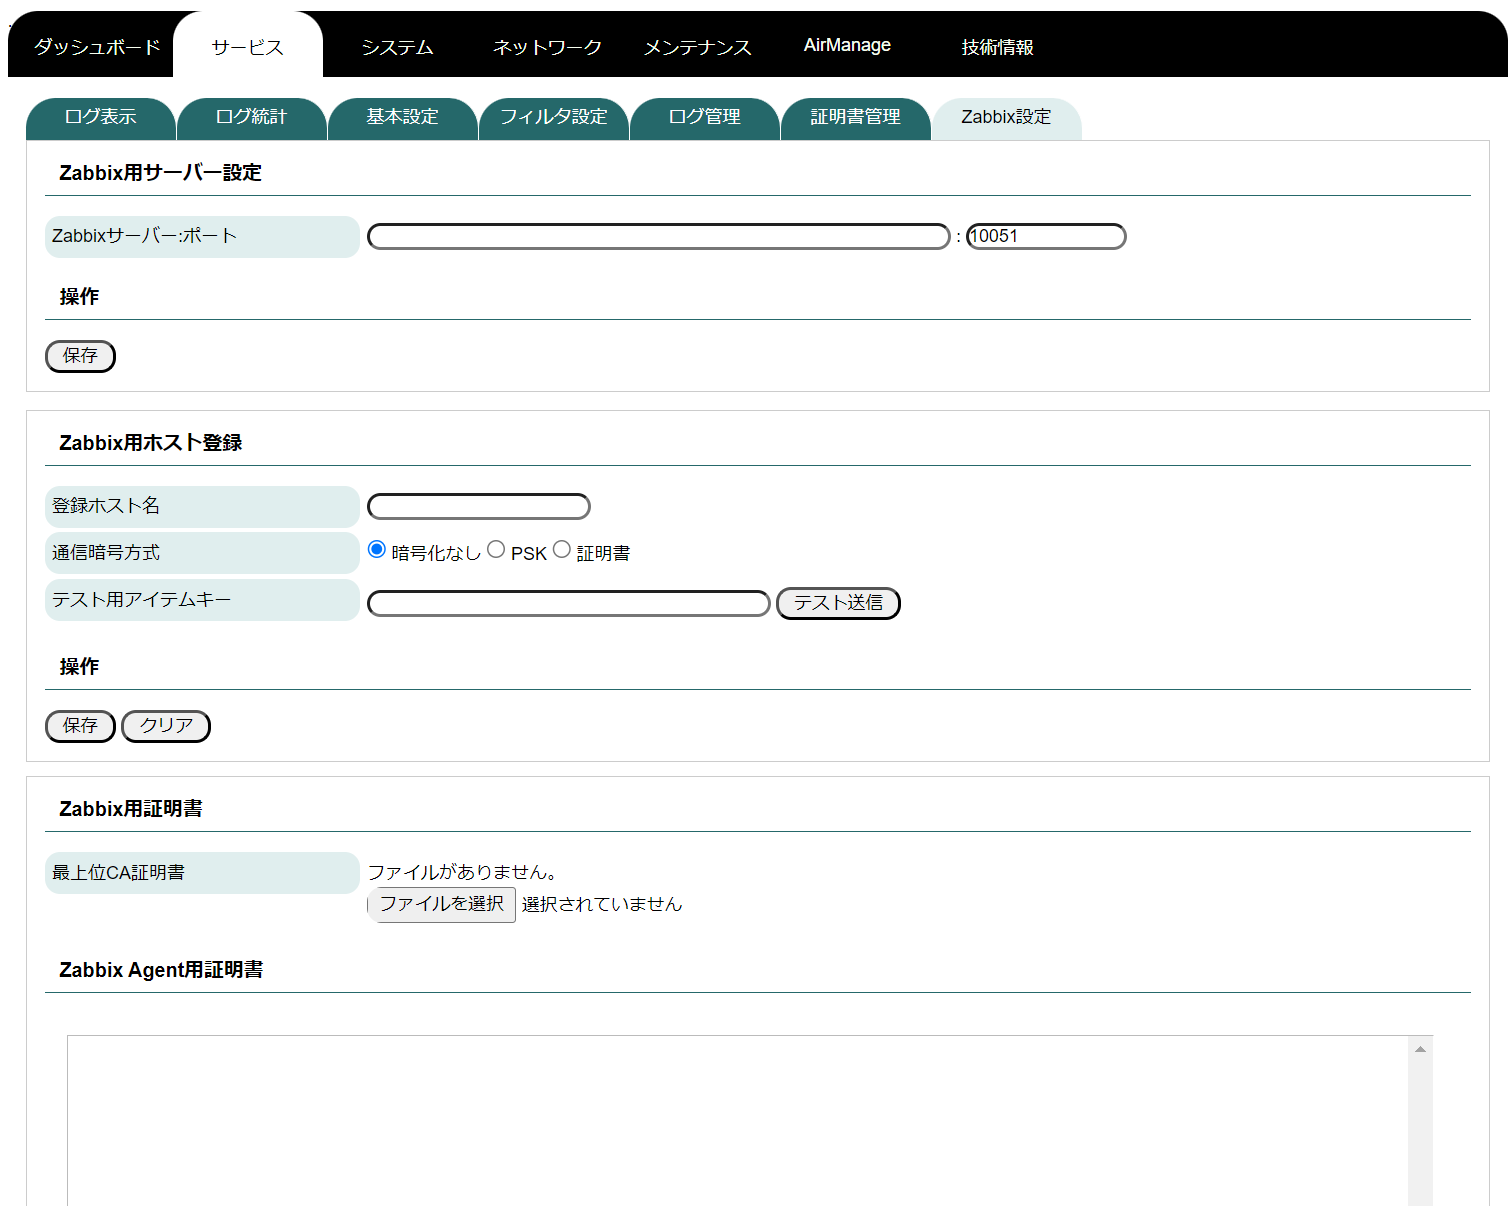 ダッシュボード サービス システム ネットワーク メンテナンス AirManage 技術情報
ログ表示 ログ統計 基本設定 フィルタ設定 ログ管理 証明書管理 Zabbix設定
Zabbix用サーバー設定
Zabbixサーバー:ポート : 10051
操作
保存
Zabbix用ホスト登録
登録ホスト名
通信暗号方式 暗号化なし PSK 証明書
テスト用アイテムキー テスト送信
操作
保存 クリア
Zabbix用証明書
最上位CA証明書 ファイルがありません。
ファイルを選択 選択されていません
Zabbix Agent用証明書